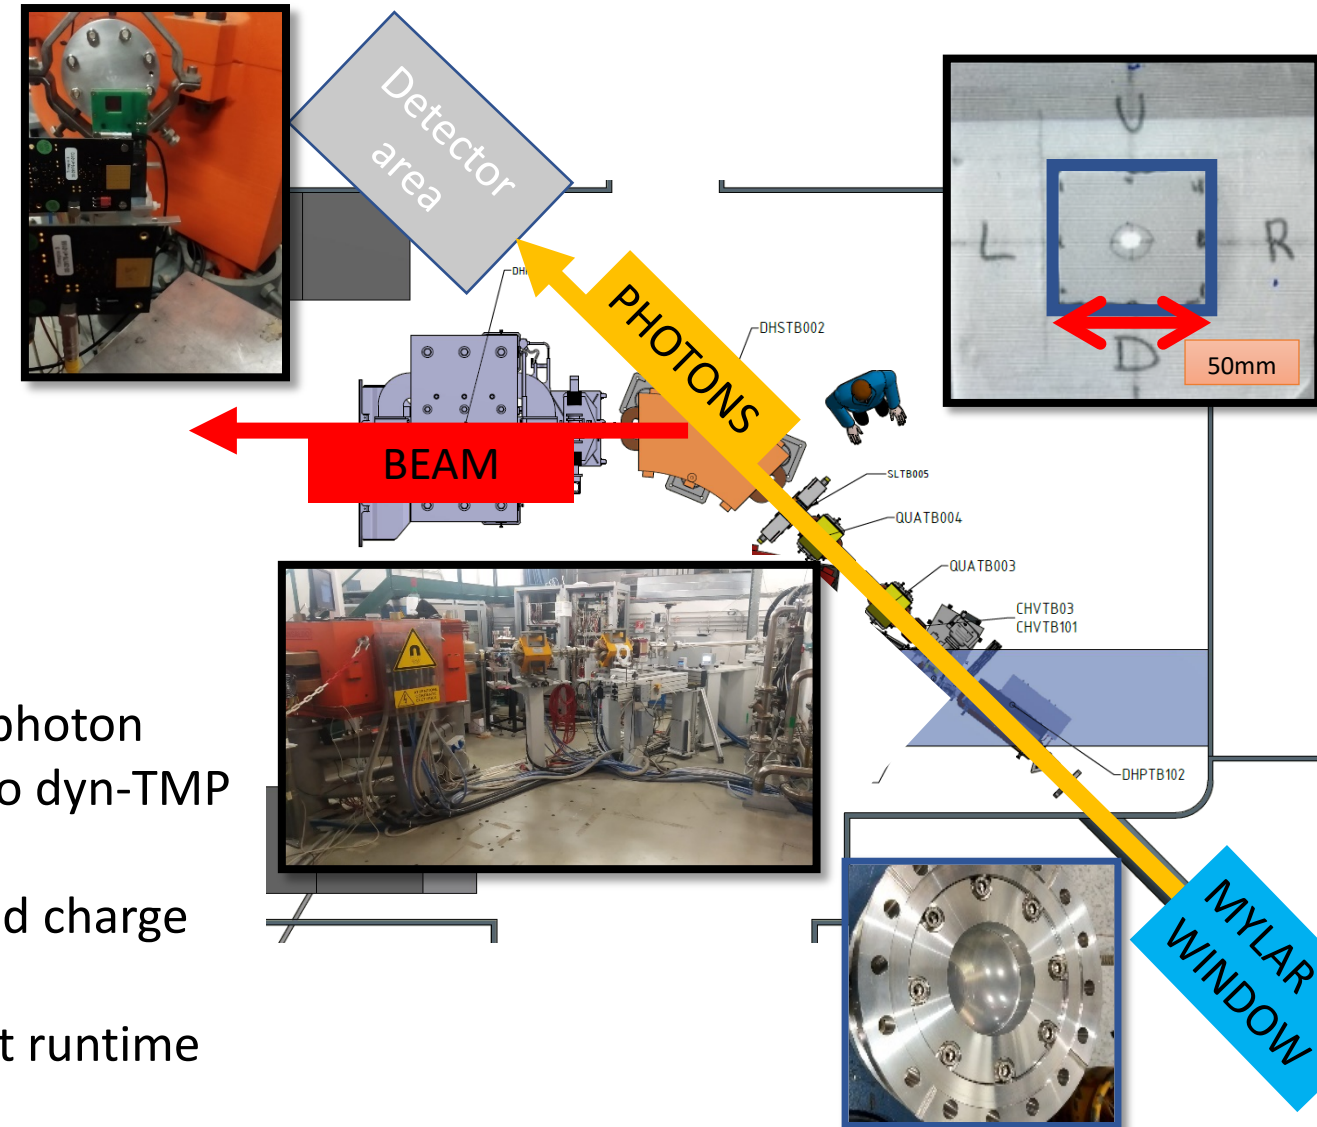 Detector
area
U
L
R
D
50mm
DH
PHOTONS
DHSTB002
BEAM
SLTB005
QUATB004
QUATB003
CHVTB03
CHVTB101
DHPTB102
photon
o dyn-TMP
d charge
t runtime
MYLAR
WINDOW